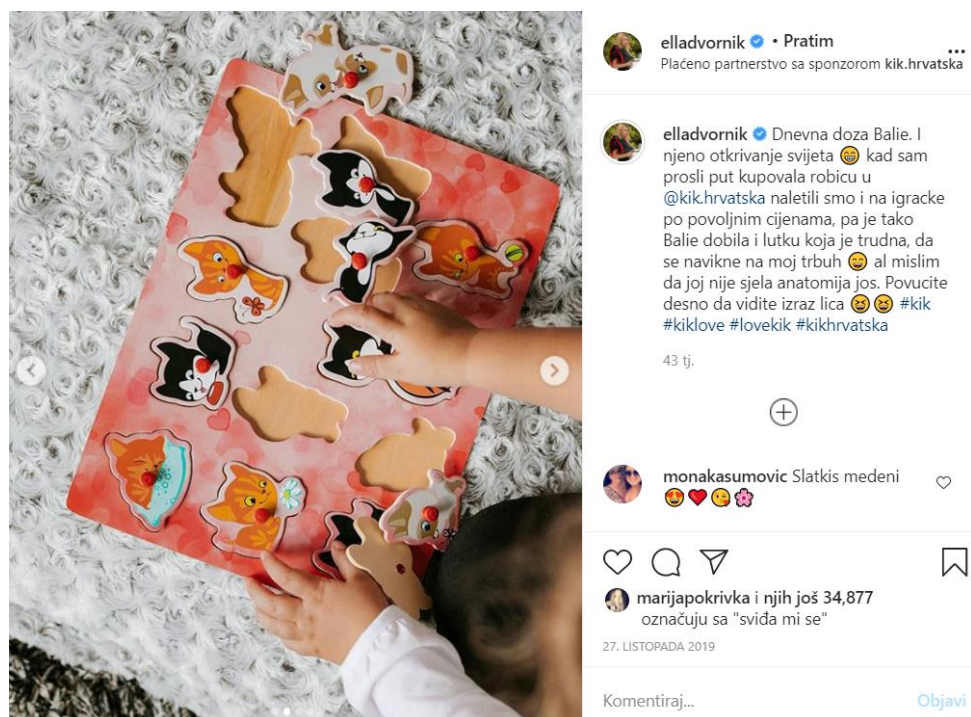 elladvornik • Pratim
Plaćeno partnerstvo sa sponzorom kik.hrvatska
elladvornik Dnevna doza Balie. I
njeno otkrivanje svijeta 😁 kad sam
prosli put kupovala robicu u
@kik.hrvatska naletili smo i na igracke
po povoljnim cijenama, pa je tako
Balie dobila i lutku koja je trudna, da
se navikne na moj trbuh 😄 al mislim
da joj nije sjela anatomija jos. Povucite
desno da vidite izraz lica 😆😆 #kik
#kiklove #lovekik #kikhrvatska
43 tj.
monakasumovic Slatkis medeni
😍❤️😘🌸
marijapokrivka i njih još 34,877
označuju sa "sviđa mi se"
27. LISTOPADA 2019
Komentiraj... Objavi